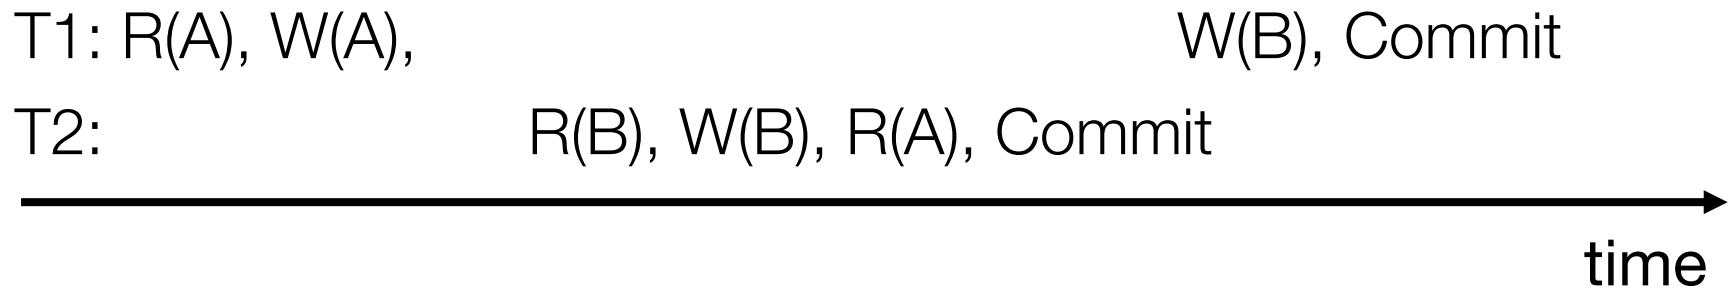 T1: R(A), W(A), W(B), Commit
T2: R(B), W(B), R(A), Commit
time